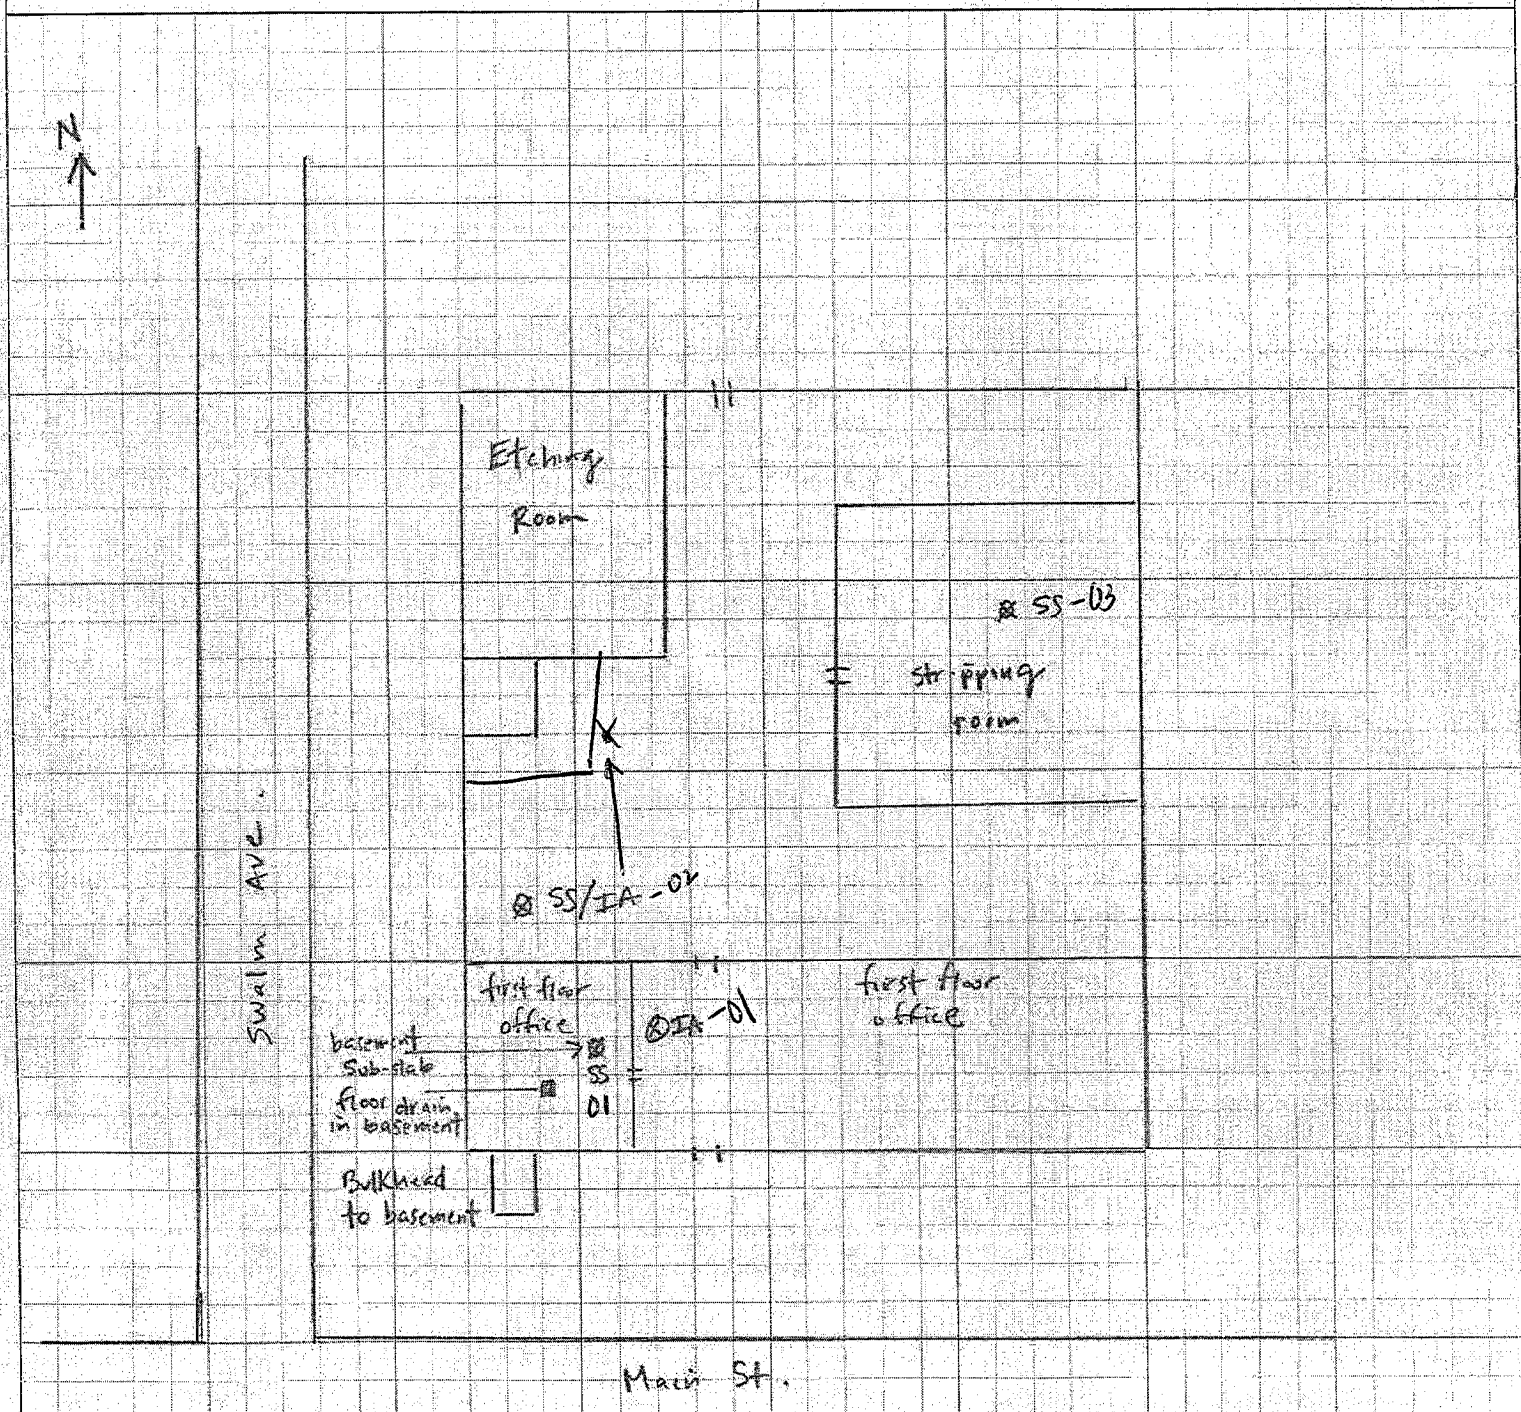 N
Etching
Room
SS-03
stripping
room
Swalm Ave.
SS/IA-02
first floor
office
IA-01
first floor
office
basement
Sub-slab
SS
01
floor drain
in basement
Bulkhead
to basement
Main St.